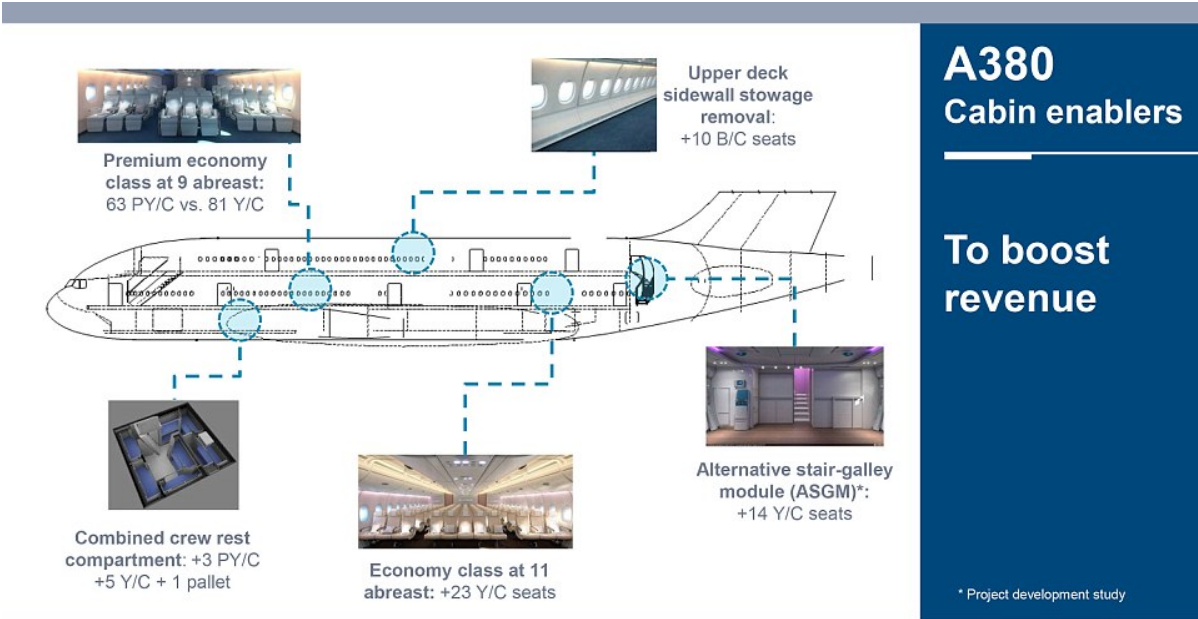 A380
Cabin enablers
To boost
revenue
* Project development study
Premium economy
class at 9 abreast:
63 PY/C vs. 81 Y/C
Upper deck
sidewall stowage
removal:
+10 B/C seats
Combined crew rest
compartment: +3 PY/C
+5 Y/C + 1 pallet
Economy class at 11
abreast: +23 Y/C seats
Alternative stair-galley
module (ASGM)*:
+14 Y/C seats